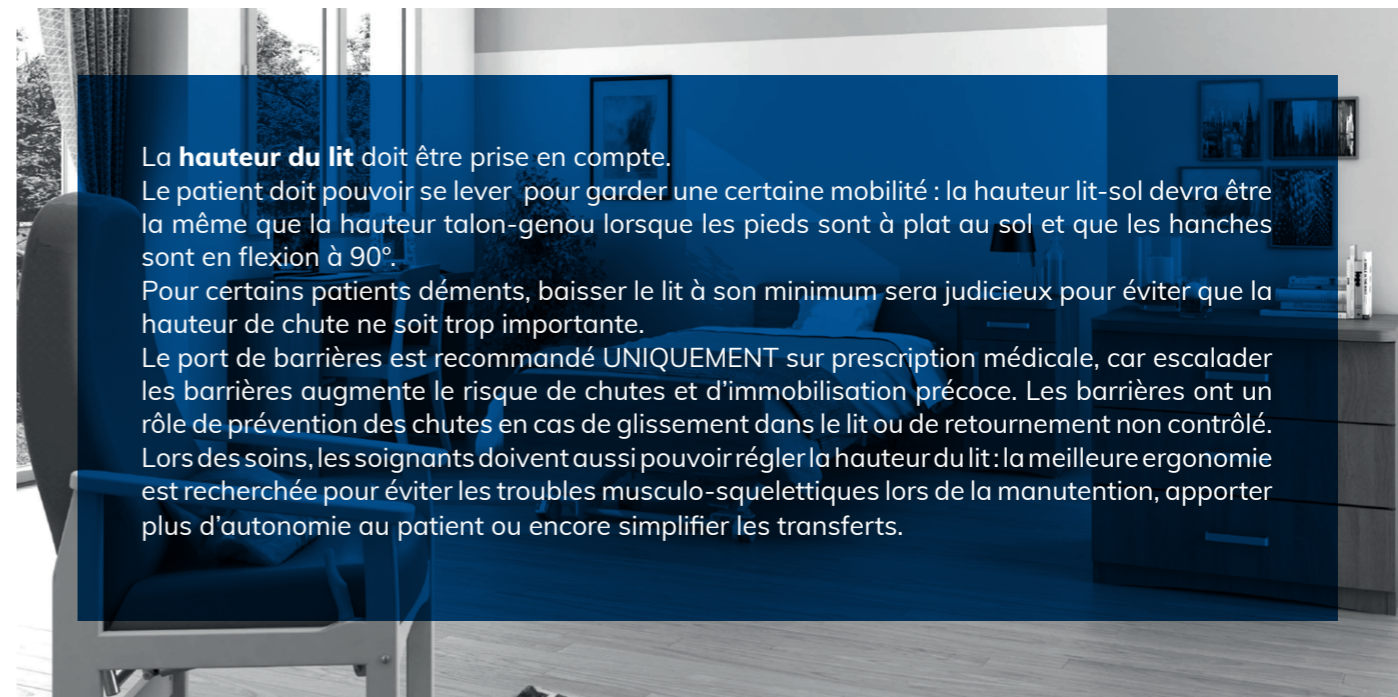 La hauteur du lit doit être prise en compte.
Le patient doit pouvoir se lever  pour garder une certaine mobilité : la hauteur lit-sol devra être
la même que la hauteur talon-genou lorsque les pieds sont à plat au sol et que les hanches
sont en flexion à 90°.
Pour certains patients déments, baisser le lit à son minimum sera judicieux pour éviter que la
hauteur de chute ne soit trop importante.
Le port de barrières est recommandé UNIQUEMENT sur prescription médicale, car escalader
les barrières augmente le risque de chutes et d’immobilisation précoce. Les barrières ont un
rôle de prévention des chutes en cas de glissement dans le lit ou de retournement non contrôlé.
Lors des soins, les soignants doivent aussi pouvoir régler la hauteur du lit : la meilleure ergonomie
est recherchée pour éviter les troubles musculo-squelettiques lors de la manutention, apporter
plus d’autonomie au patient ou encore simplifier les transferts.